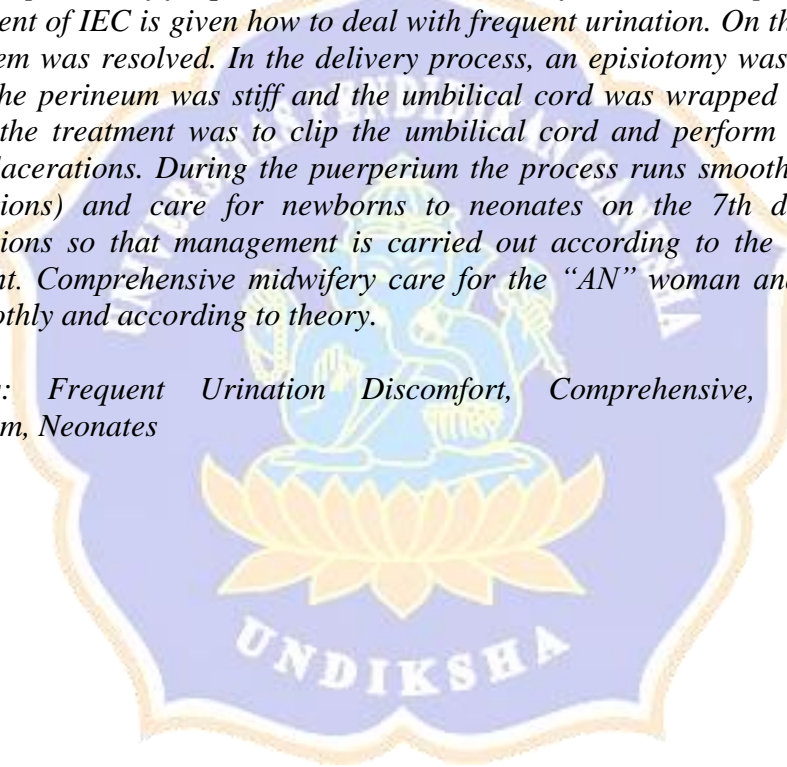 ent of IEC is given how to deal with frequent urination. On th
em was resolved. In the delivery process, an episiotomy was
he perineum was stiff and the umbilical cord was wrapped
the treatment was to clip the umbilical cord and perform
lacerations. During the puerperium the process runs smooth
ions) and care for newborns to neonates on the 7th d
ions so that management is carried out according to the
nt. Comprehensive midwifery care for the “AN” woman and
othly and according to theory.
: Frequent Urination Discomfort, Comprehensive,
m, Neonates
UNIVERSITAS PENDIDIKAN GANESHA
UNDIKSHA